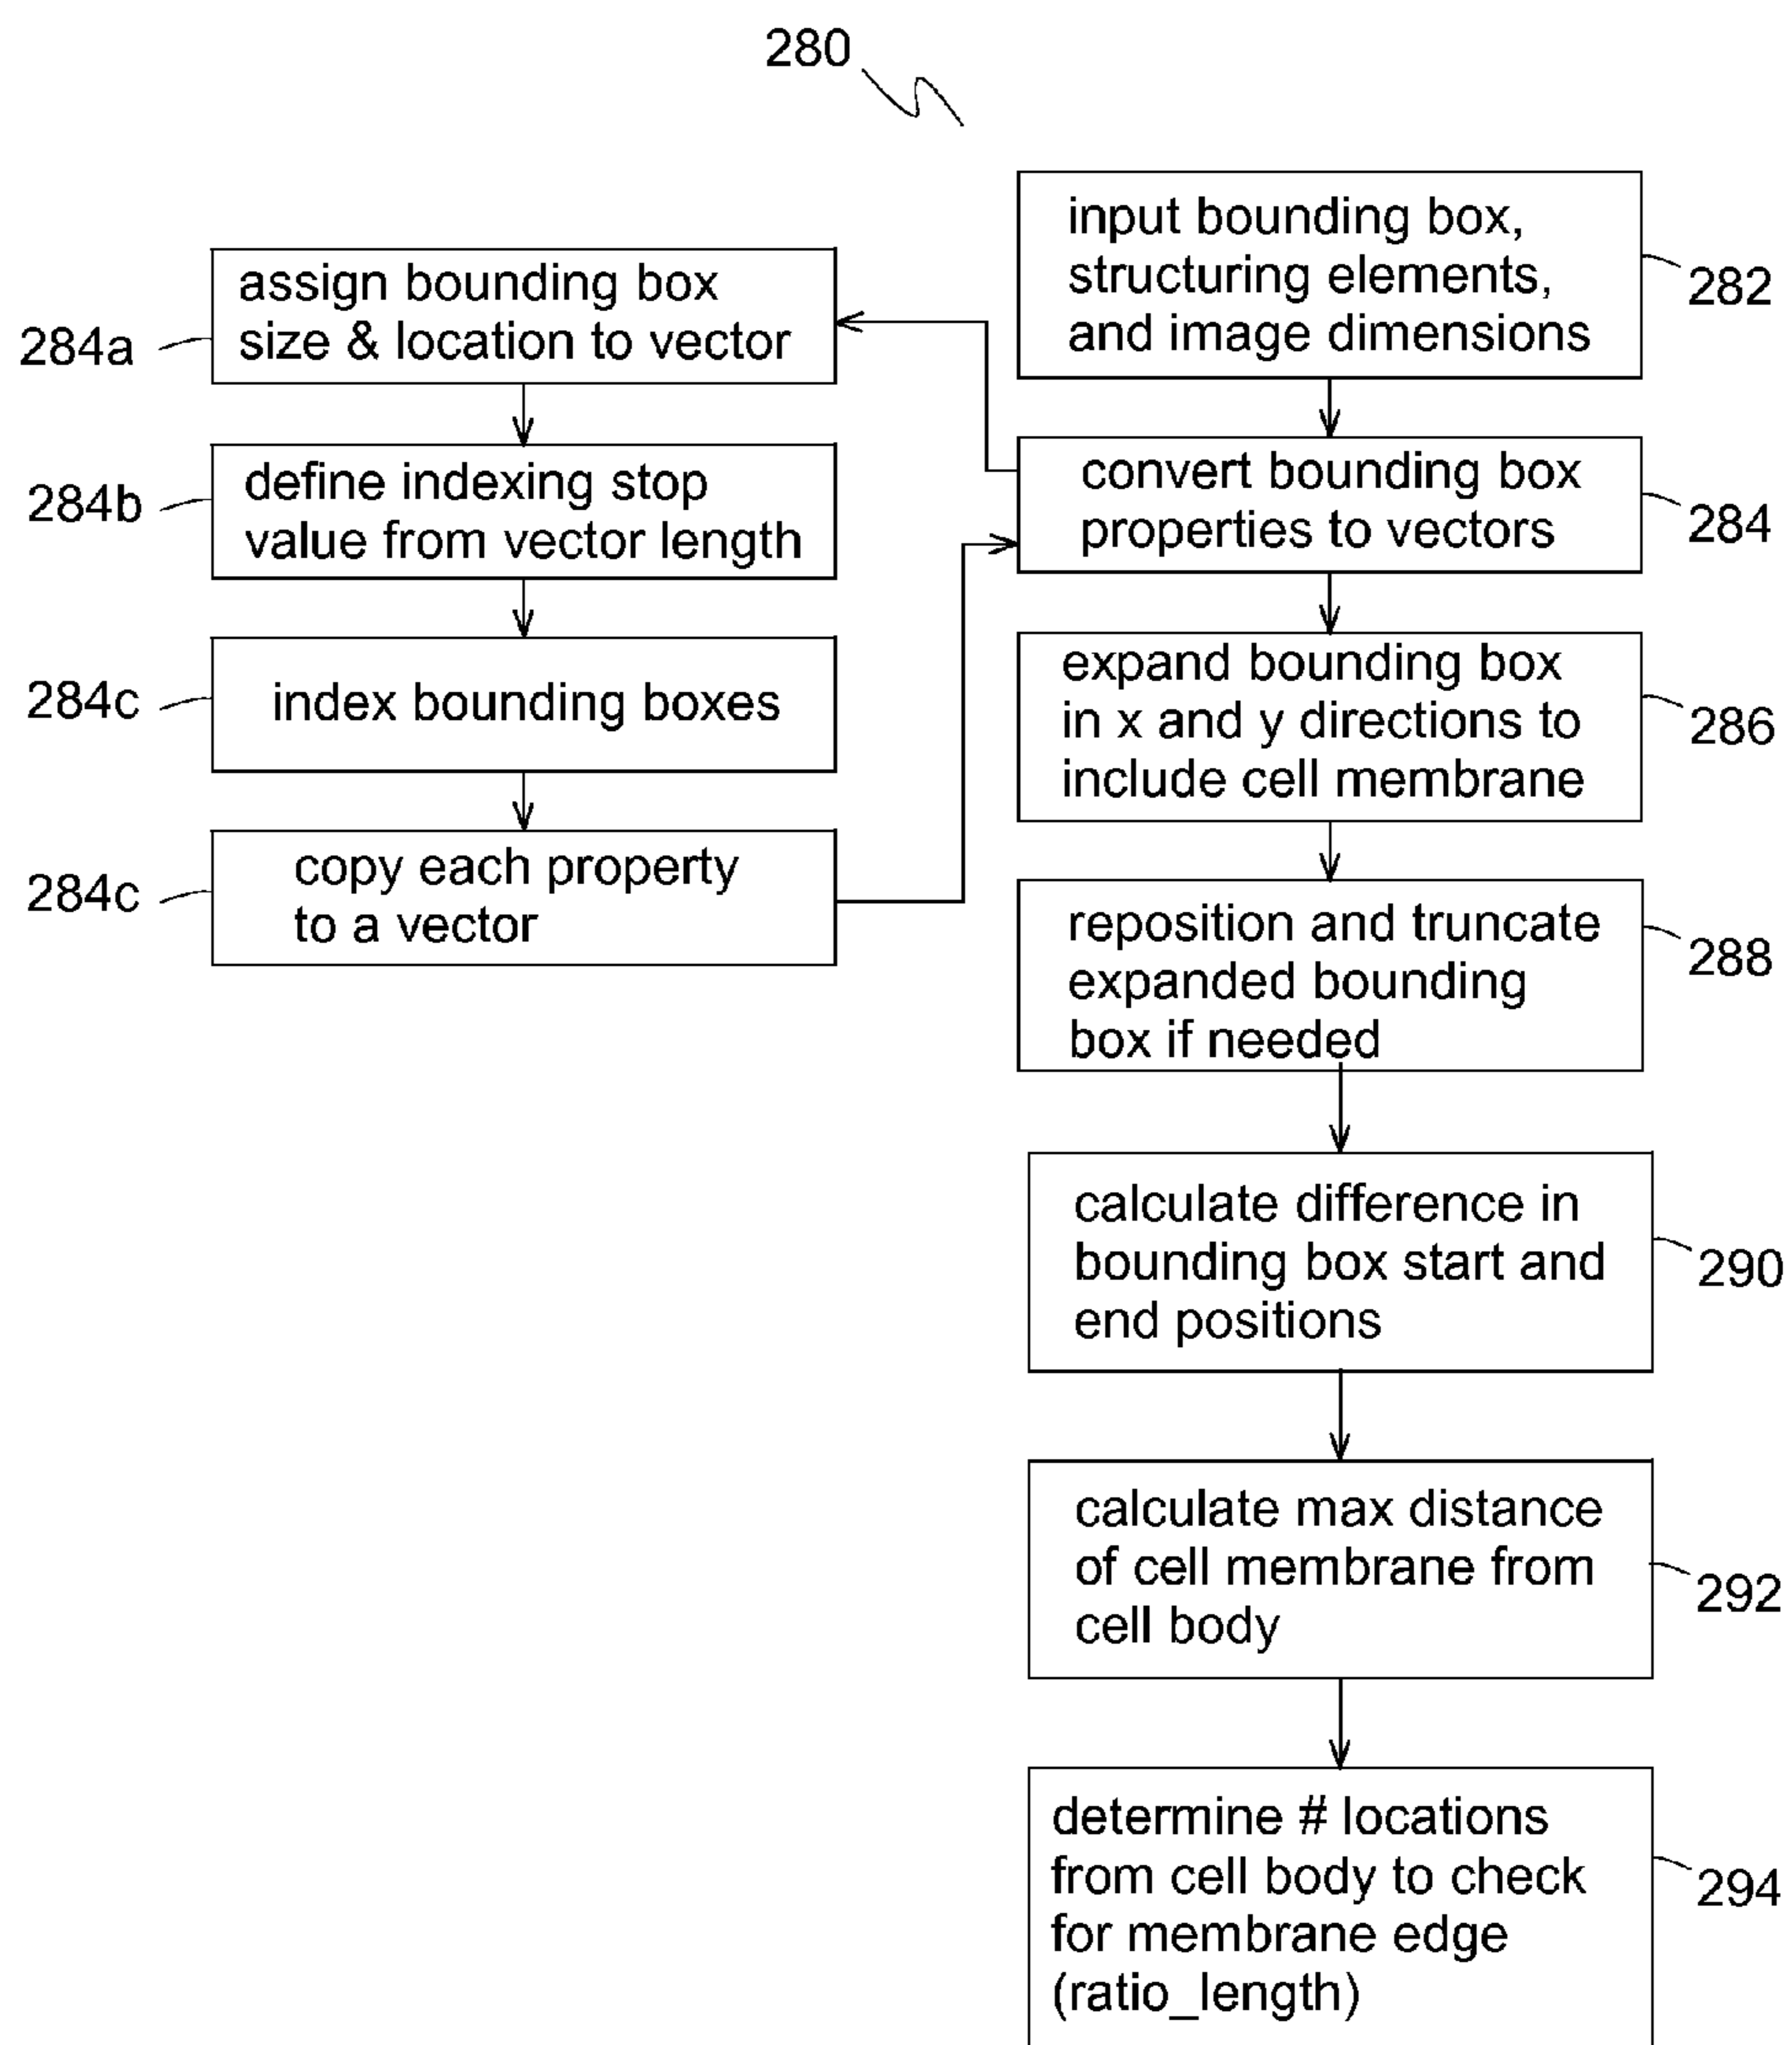 280
input bounding box,
structuring elements,
and image dimensions
282
convert bounding box
properties to vectors
284
assign bounding box
size & location to vector
284a
define indexing stop
value from vector length
284b
index bounding boxes
284c
copy each property
to a vector
284c
expand bounding box
in x and y directions to
include cell membrane
286
reposition and truncate
expanded bounding
box if needed
288
calculate difference in
bounding box start and
end positions
290
calculate max distance
of cell membrane from
cell body
292
determine # locations
from cell body to check
for membrane edge
(ratio_length)
294